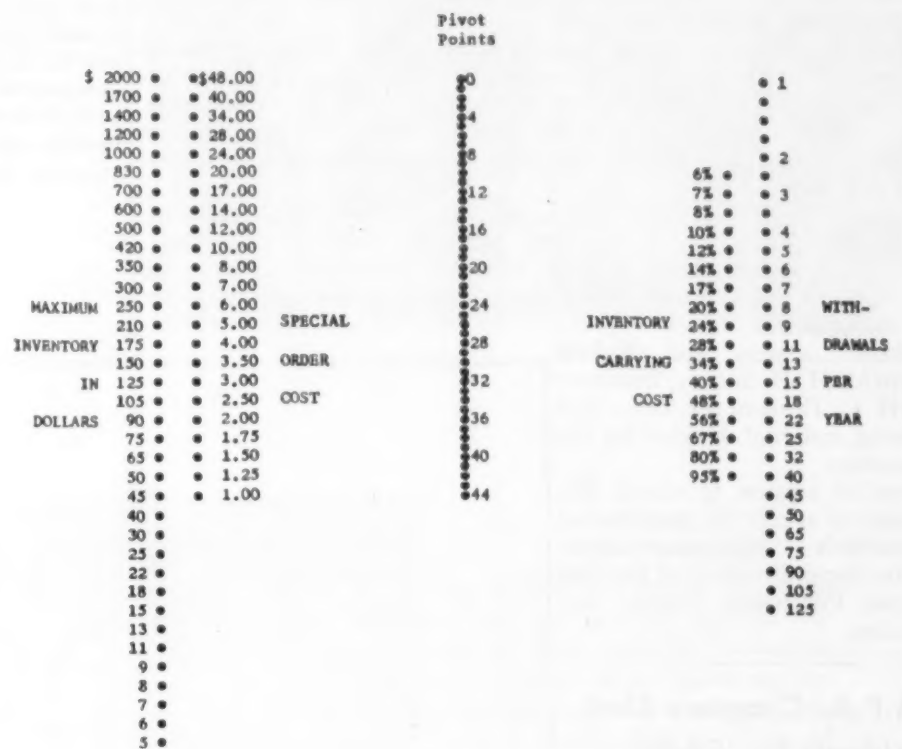 Pivot
Points
$ 2000 $48.00 0 1
1700 40.00
1400 34.00 4
1200 28.00
1000 24.00 8 2
830 20.00 6%
700 17.00 12 7% 3
600 14.00 8%
500 12.00 16 10% 4
420 10.00 12% 5
350 8.00 20 14% 6
300 7.00 17% 7
MAXIMUM 250 6.00 24 20% 8 WITH-
210 5.00 SPECIAL INVENTORY 24% 9
INVENTORY 175 4.00 28 28% 11 DRAWALS
150 3.50 ORDER CARRYING 34% 13
IN 125 3.00 32 40% 15 PER
105 2.50 COST COST 48% 18
DOLLARS 90 2.00 36 56% 22 YEAR
75 1.75 67% 25
65 1.50 40 80% 32
50 1.25 95% 40
45 1.00 44 45
40 50
30 65
25 75
22 90
18 105
15 125
13
11
9
8
7
6
5